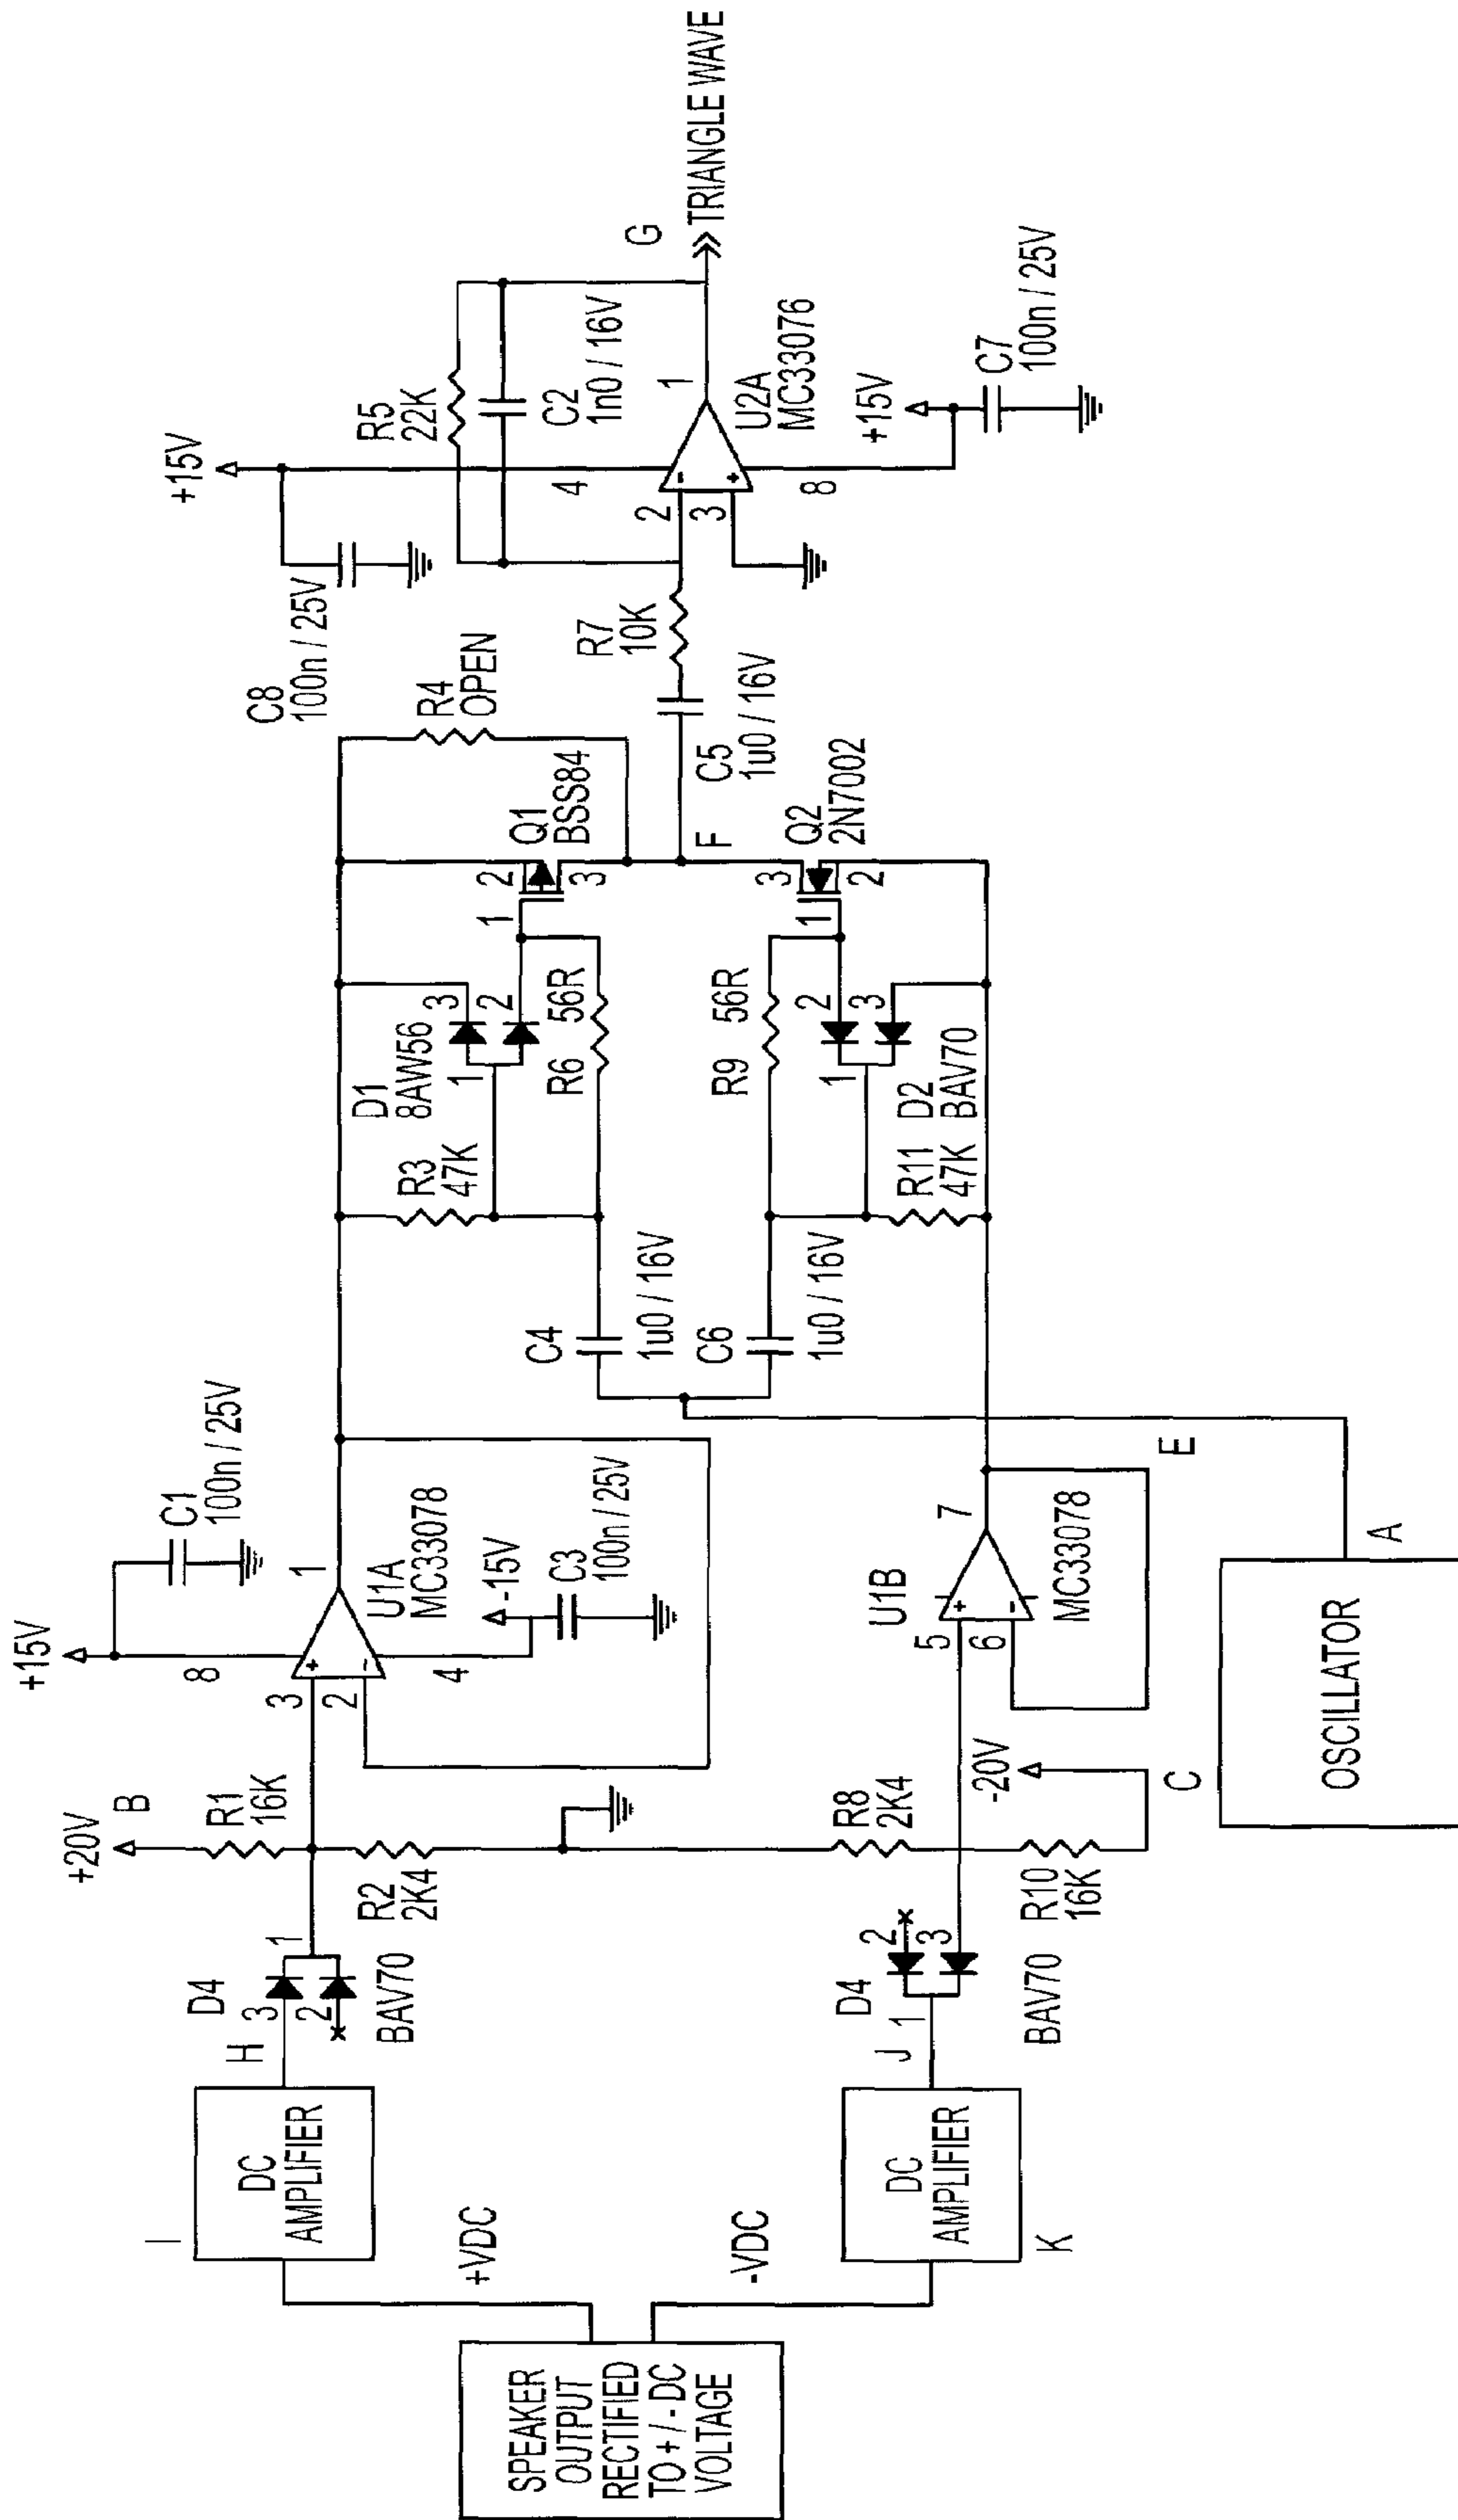 SPEAKER
OUTPUT
RECTIFIED
TO + / - DC
VOLTAGE
+VDC
-VDC
I
DC
AMPLIFIER
H
D4
3
2
1
BAV70
K
DC
AMPLIFIER
J
D4
1
2
3
BAV70
+20V
B
R1
16K
R2
2K4
R8
2K4
-20V
R10
16K
+15V
C1
100n / 25V
8
3
2
+
-
1
4
U1A
MC33078
-15V
C3
100n / 25V
U1B
5
6
+
-
7
MC33078
C
OSCILLATOR
A
E
C4
1u0 / 16V
C6
1u0 / 16V
R3
47K
D1
8AW56
3
2
1
R6
56R
R9
56R
1
2
3
R11
47K
D2
BAV70
Q1
BSS84
1
2
3
R4
OPEN
F
Q2
2N7002
1
3
2
C5
1u0 / 16V
R7
10K
C8
100n / 25V
+15V
R5
22K
C2
1n0 / 16V
4
2
3
-
+
1
8
U2A
MC33076
+15V
C7
100n / 25V
G
TRIANGLE WAVE